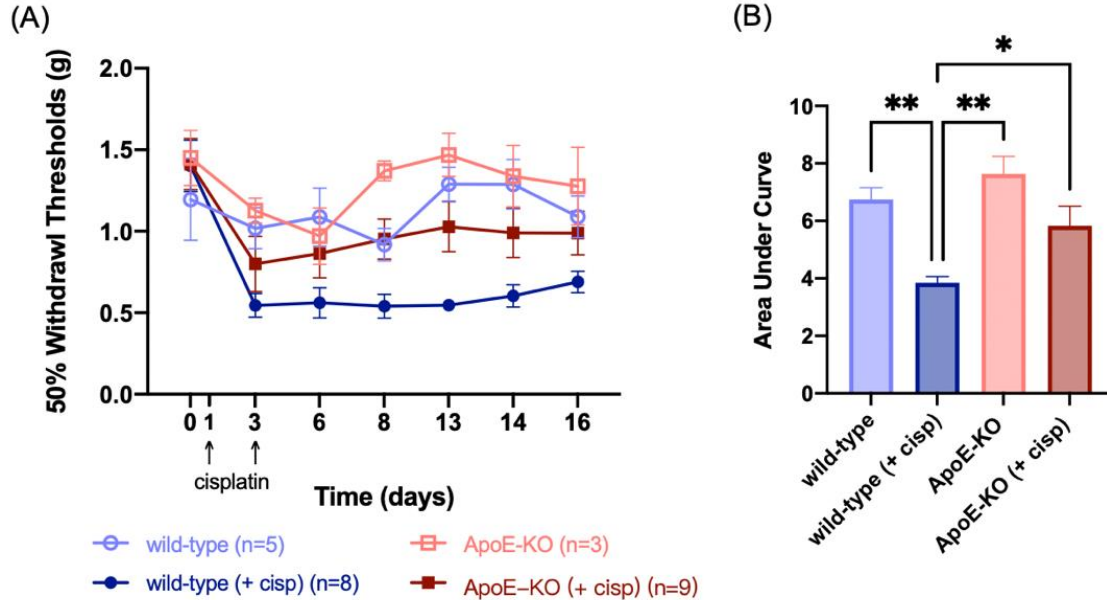 (A)
50% Withdrawl Thresholds (g)
2.0
1.5
1.0
0.5
0.0
0 1 3 6 8 13 14 16
↑ ↑
cisplatin
Time (days)
wild-type (n=5)
ApoE-KO (n=3)
wild-type (+ cisp) (n=8)
ApoE–KO (+ cisp) (n=9)
(B)
*
** **
Area Under Curve
10
8
6
4
2
0
wild-type
wild-type (+ cisp)
ApoE-KO
ApoE-KO (+ cisp)